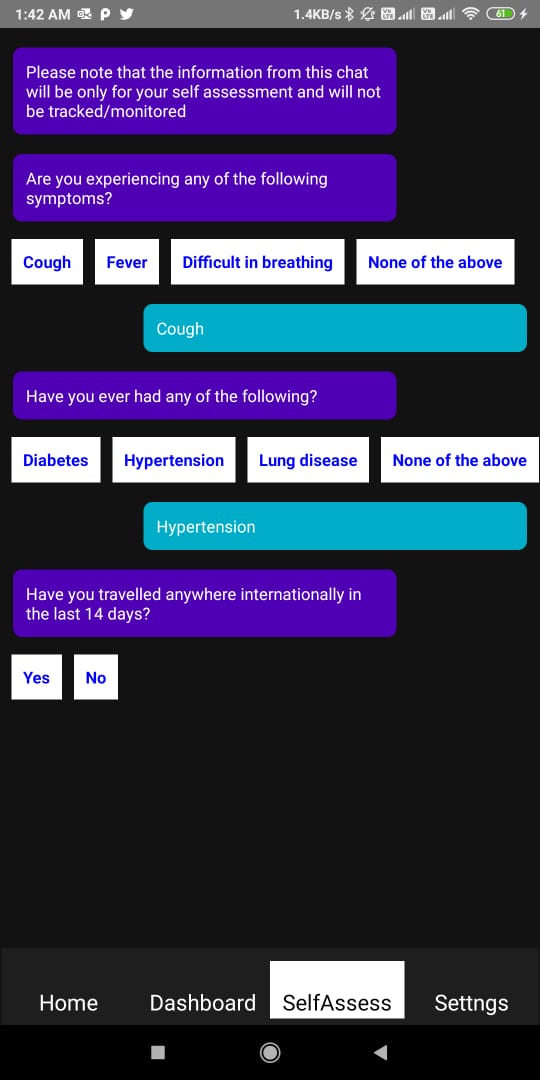 1:42 AM 1.4KB/s 61
Please note that the information from this chat
will be only for your self assessment and will not
be tracked/monitored
Are you experiencing any of the following
symptoms?
Cough Fever Difficult in breathing None of the above
Cough
Have you ever had any of the following?
Diabetes Hypertension Lung disease None of the above
Hypertension
Have you travelled anywhere internationally in
the last 14 days?
Yes No
Home Dashboard SelfAssess Settngs